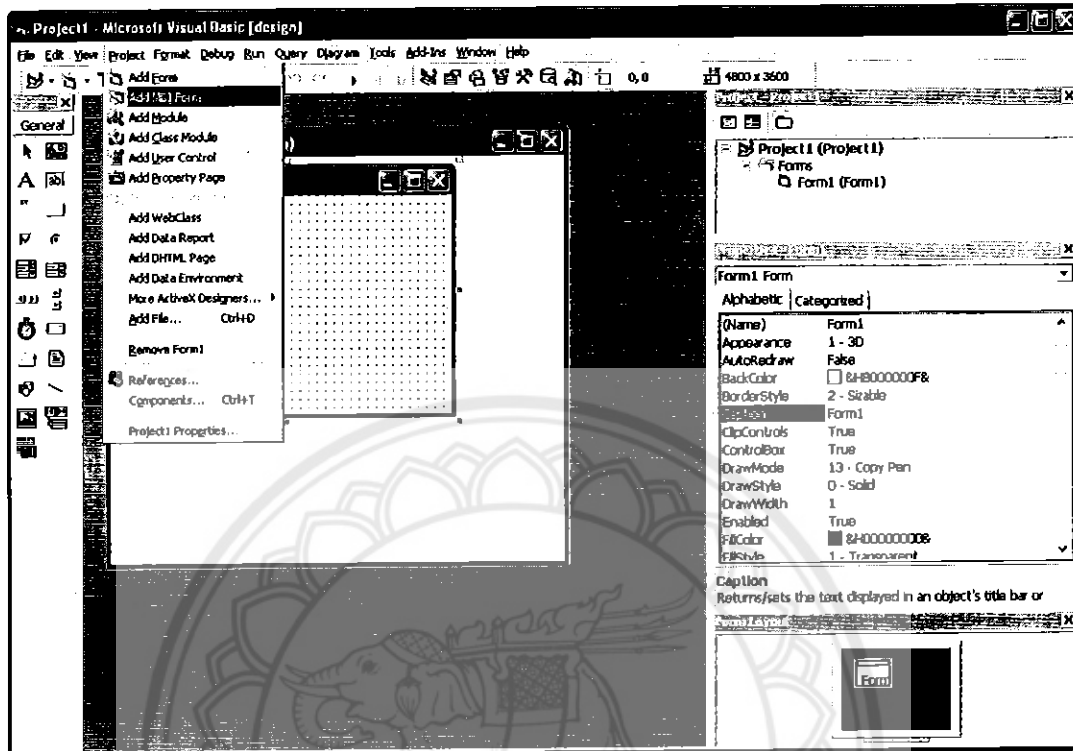 Project1 - Microsoft Visual Basic [design]
File Edit View Project Format Debug Run Query Diagram Tools Add-Ins Window Help
0,0 4800 x 3600
General
Add Form
Add MDI Form
Add Module
Add Class Module
Add User Control
Add Property Page
Add WebClass
Add Data Report
Add DHTML Page
Add Data Environment
More ActiveX Designers...
Add File... Ctrl+D
Remove Form1
References...
Components... Ctrl+T
Project1 Properties...
Project1 (Project1)
Forms
Form1 (Form1)
Form1 Form
Alphabetic Categorized
(Name) Form1
Appearance 1 - 3D
AutoRedraw False
BackColor &H8000000F&
BorderStyle 2 - Sizable
Caption Form1
ClipControls True
ControlBox True
DrawMode 13 - Copy Pen
DrawStyle 0 - Solid
DrawWidth 1
Enabled True
FillColor &H00000000&
FillStyle 1 - Transparent
Caption
Returns/sets the text displayed in an object's title bar or
Form Layout
Form